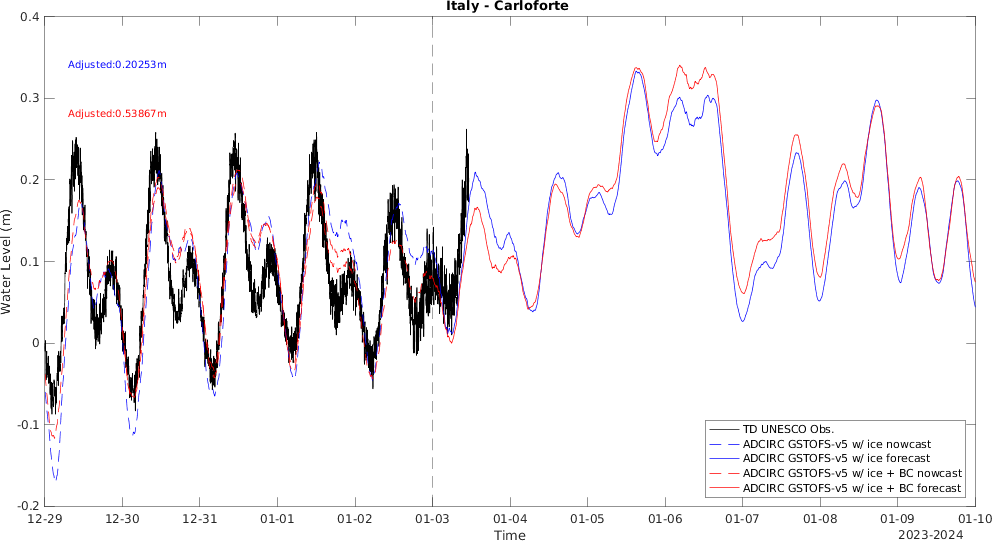 Italy - Carloforte
0.4
Adjusted:0.20253m
0.3
Adjusted:0.53867m
0.2
Water Level (m)
0.1
0
-0.1
TD UNESCO Obs.
ADCIRC GSTOFS-v5 w/ ice nowcast
ADCIRC GSTOFS-v5 w/ ice forecast
ADCIRC GSTOFS-v5 w/ ice + BC nowcast
ADCIRC GSTOFS-v5 w/ ice + BC forecast
-0.2
12-29 12-30 12-31 01-01 01-02 01-03 01-04 01-05 01-06 01-07 01-08 01-09 01-10
Time
2023-2024